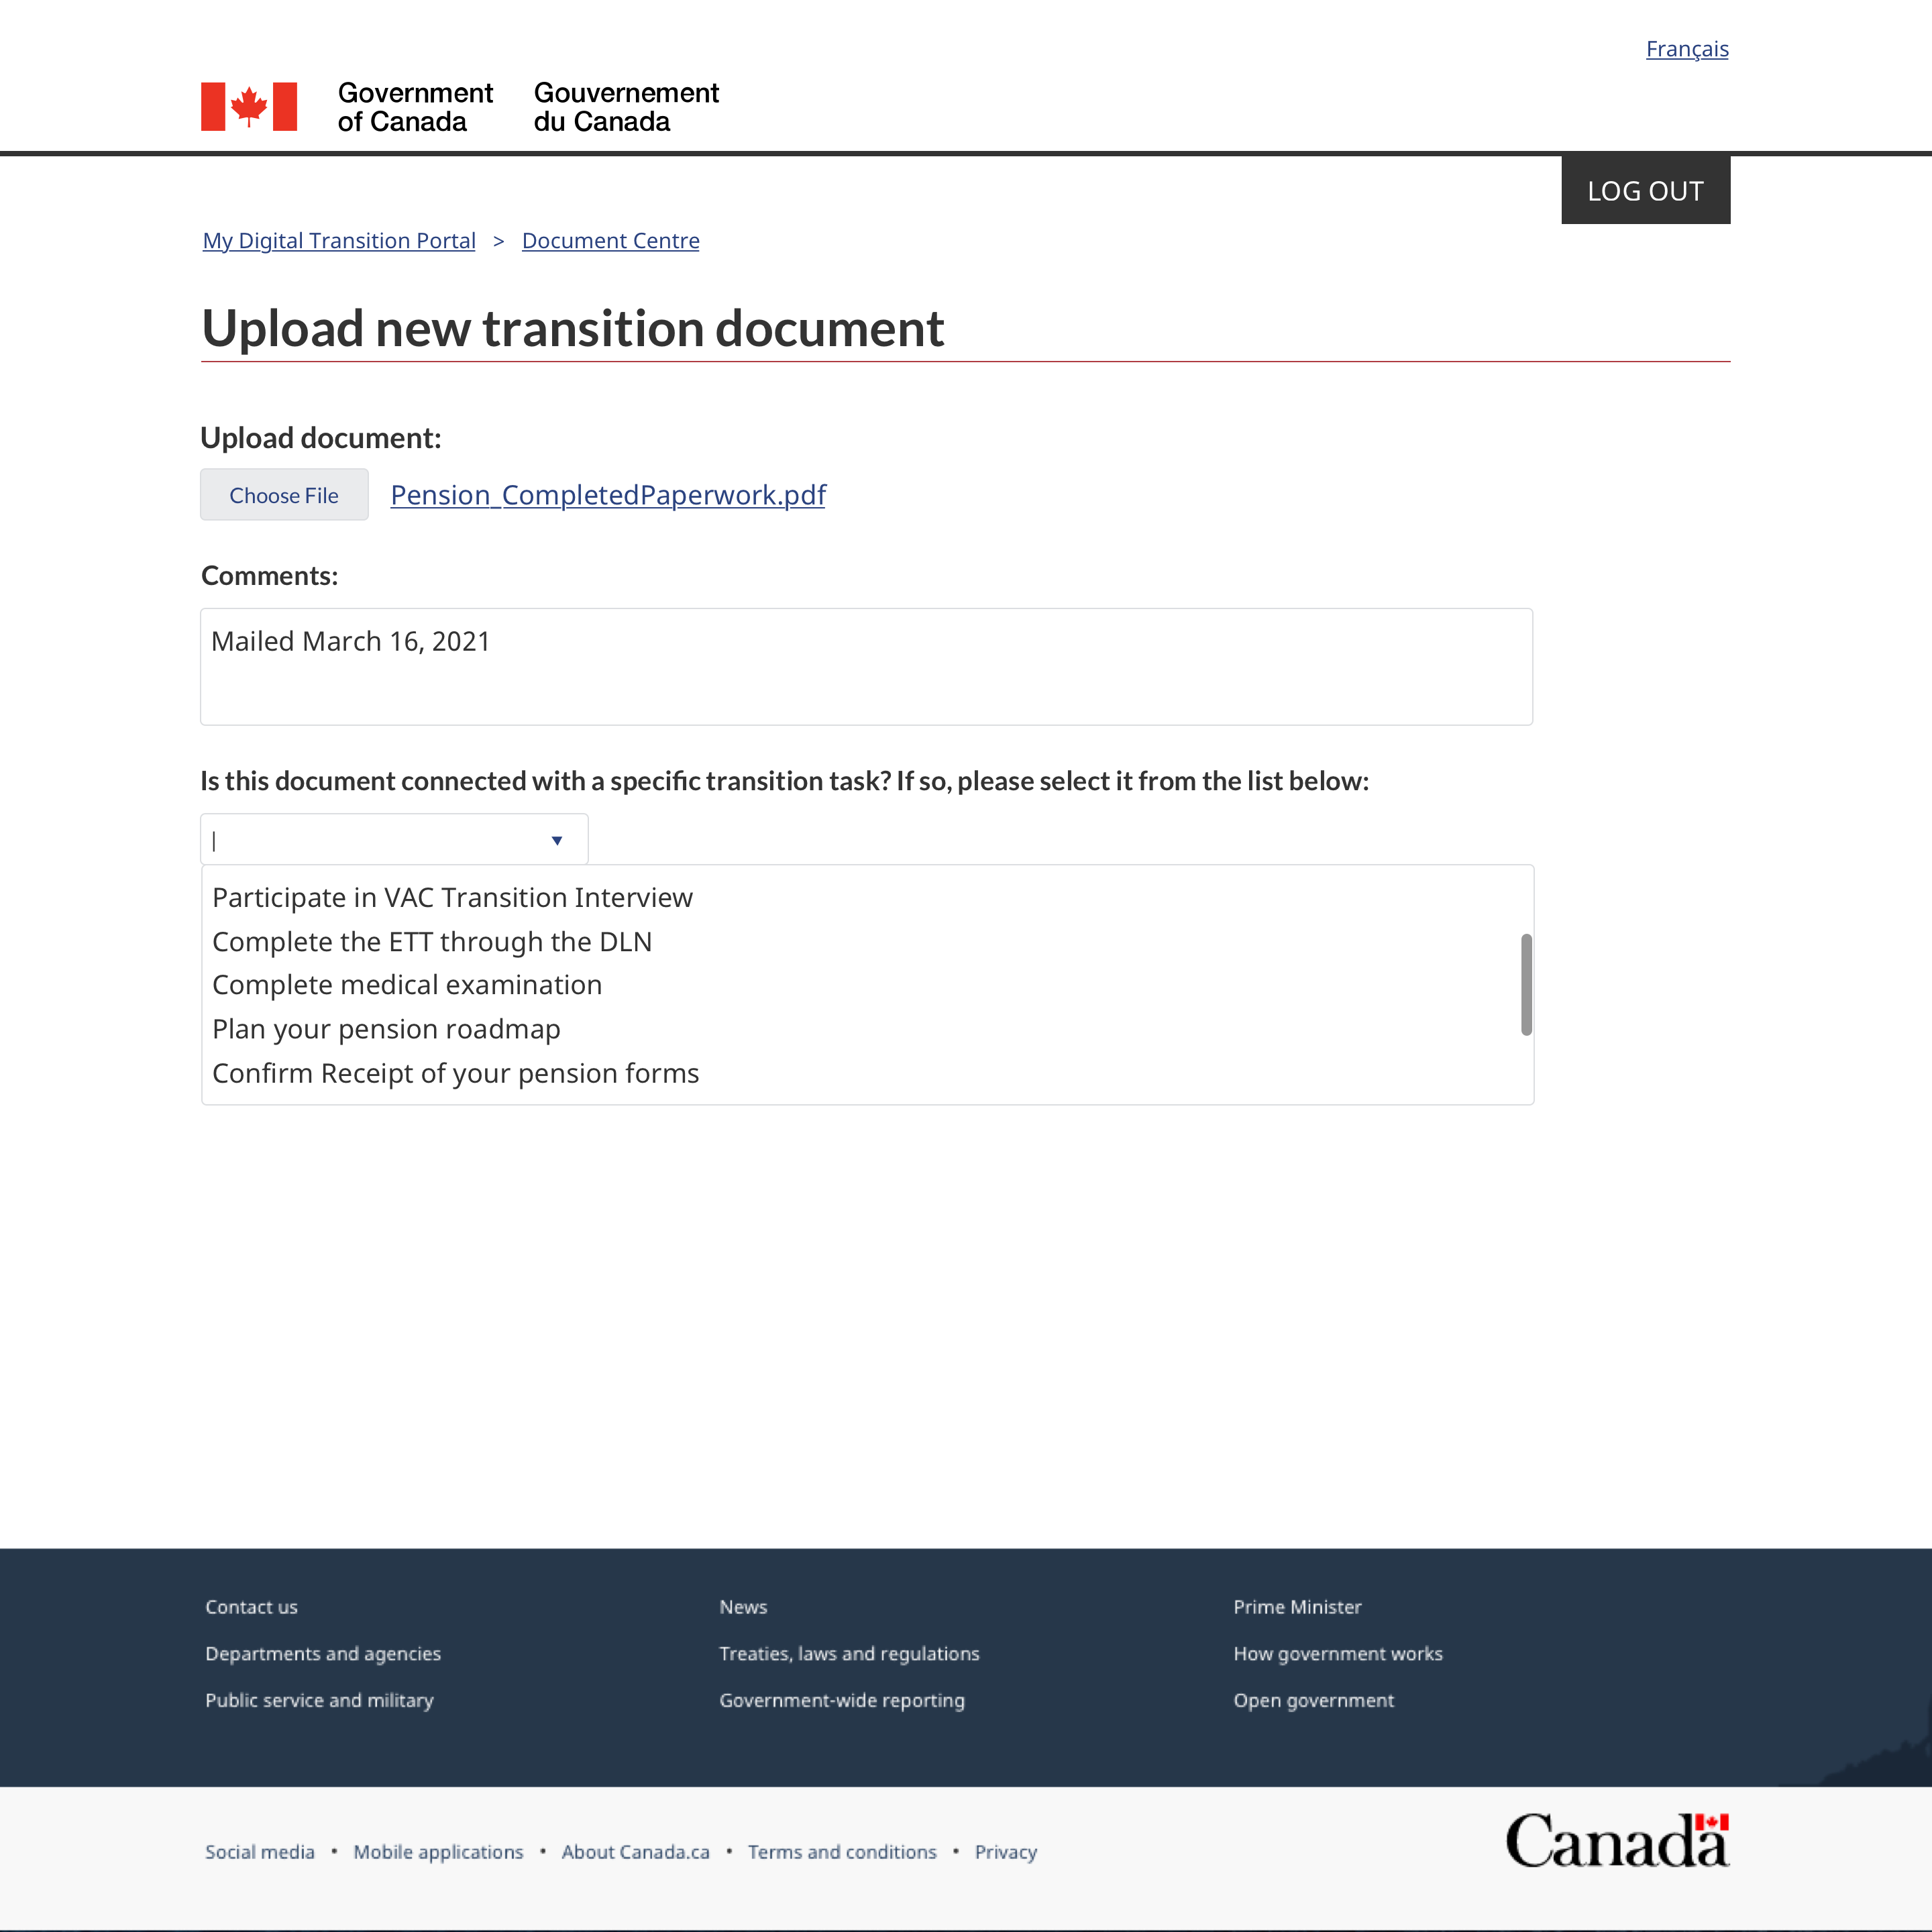 Français
Government of Canada
Gouvernement du Canada
LOG OUT
My Digital Transition Portal > Document Centre
Upload new transition document
Upload document:
Choose File Pension_CompletedPaperwork.pdf
Comments:
Mailed March 16, 2021
Is this document connected with a specific transition task? If so, please select it from the list below:
Participate in VAC Transition Interview
Complete the ETT through the DLN
Complete medical examination
Plan your pension roadmap
Confirm Receipt of your pension forms
Contact us
Departments and agencies
Public service and military
News
Treaties, laws and regulations
Government-wide reporting
Prime Minister
How government works
Open government
Social media • Mobile applications • About Canada.ca • Terms and conditions • Privacy
Canada